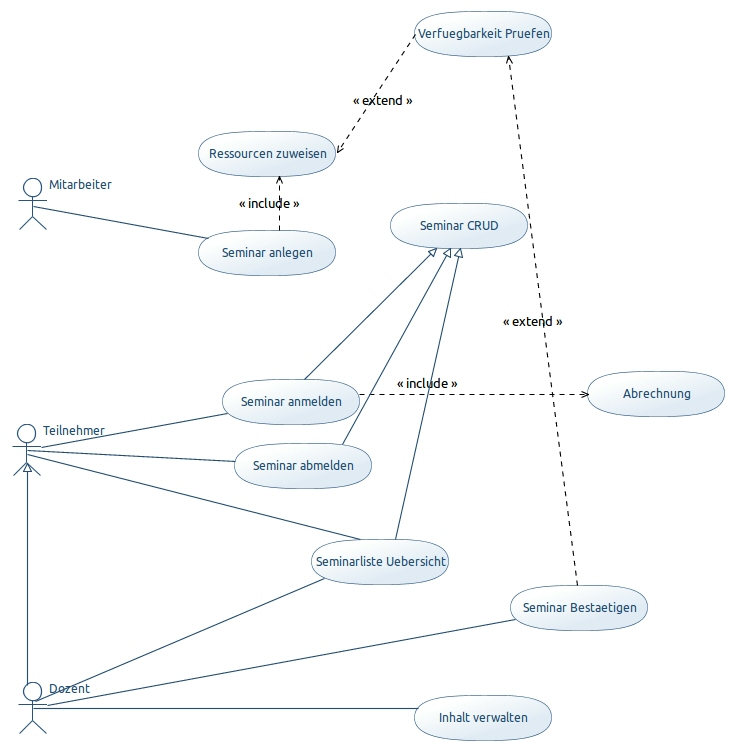 Verfuegbarkeit Pruefen
« extend »
Ressourcen zuweisen
Mitarbeiter
« include »
Seminar CRUD
Seminar anlegen
« extend »
« include »
Abrechnung
Seminar anmelden
Teilnehmer
Seminar abmelden
Seminarliste Uebersicht
Seminar Bestaetigen
Dozent
Inhalt verwalten